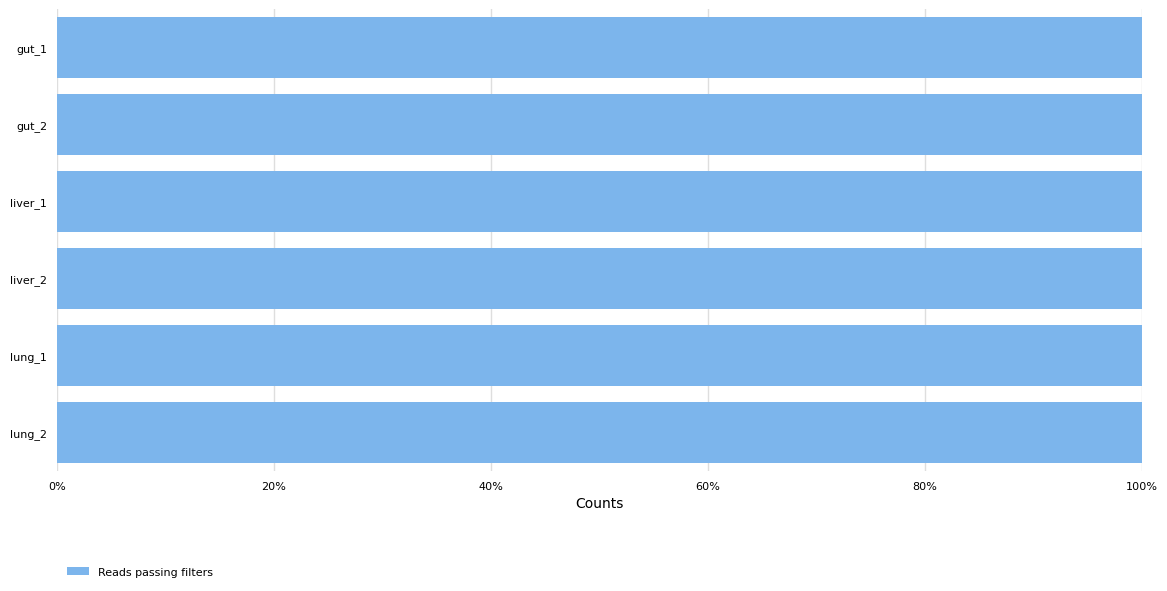 gut_1
gut_2
liver_1
liver_2
lung_1
lung_2
0% 20% 40% 60% 80% 100%
Counts
Reads passing filters